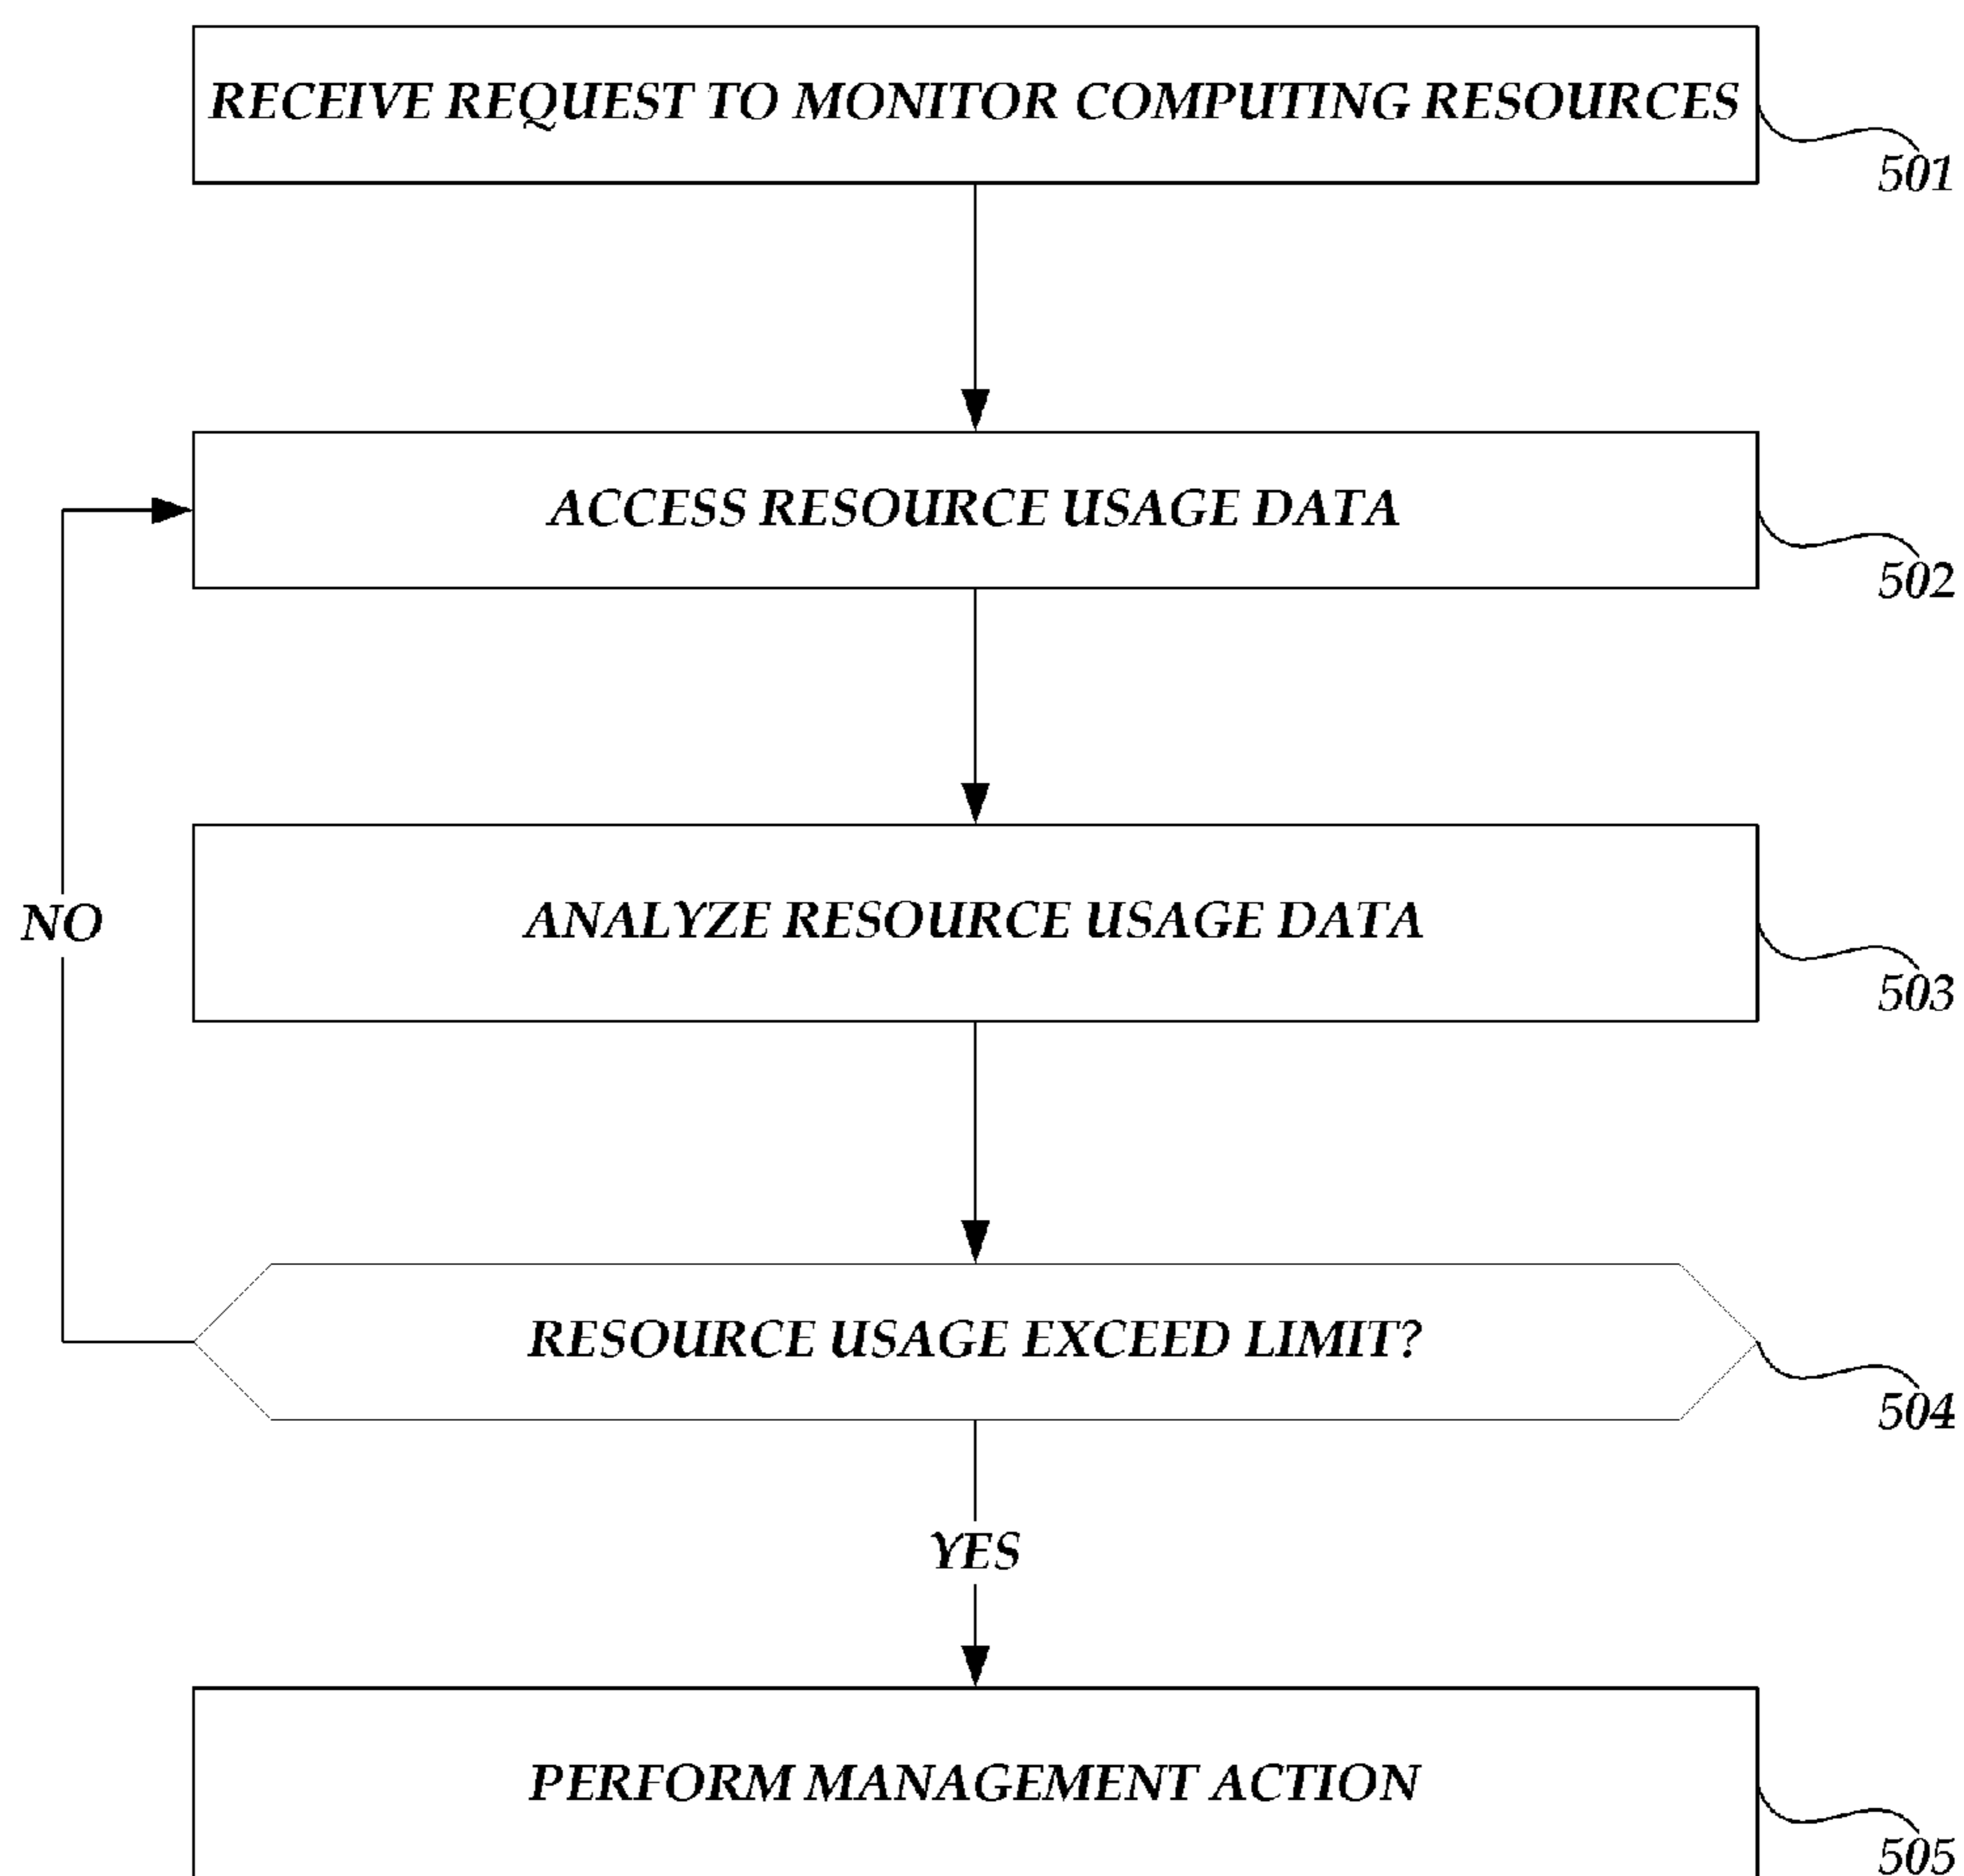 RECEIVE REQUEST TO MONITOR COMPUTING RESOURCES
501
ACCESS RESOURCE USAGE DATA
502
NO
ANALYZE RESOURCE USAGE DATA
503
RESOURCE USAGE EXCEED LIMIT?
504
YES
PERFORM MANAGEMENT ACTION
505